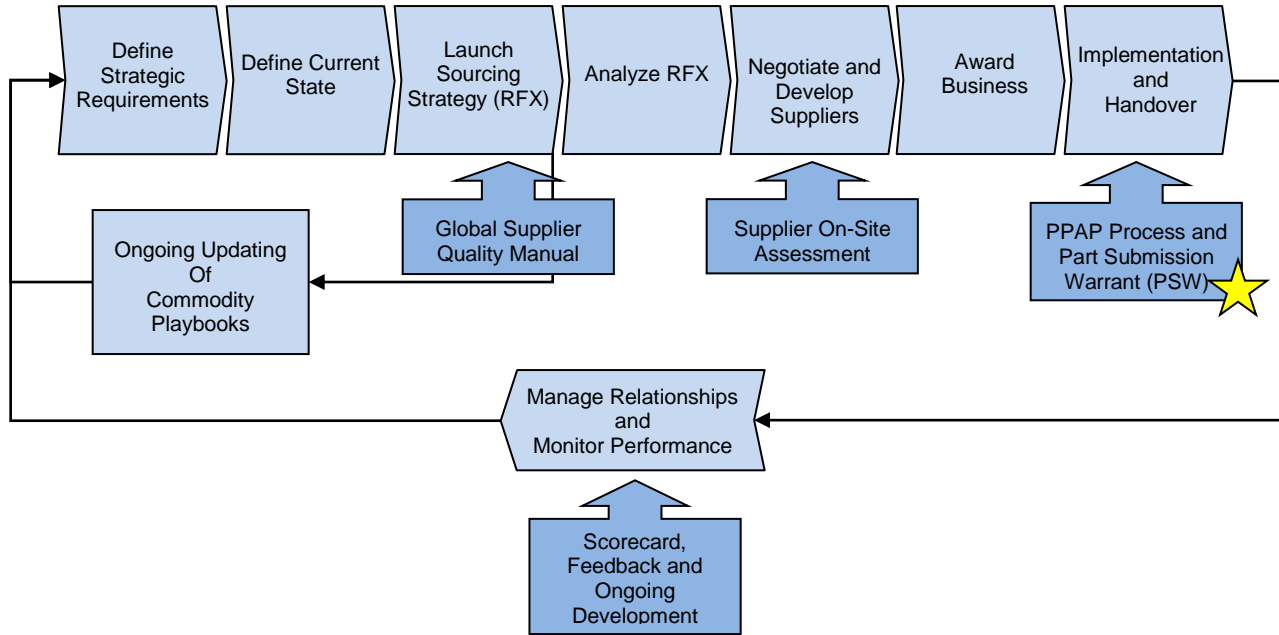 Define
Strategic
Requirements
Define Current
State
Launch
Sourcing
Strategy (RFX)
Analyze RFX
Negotiate and
Develop
Suppliers
Award
Business
Implementation
and
Handover
Global Supplier
Quality Manual
Supplier On-Site
Assessment
PPAP Process and
Part Submission
Warrant (PSW)
Ongoing Updating
Of
Commodity
Playbooks
Manage Relationships
and
Monitor Performance
Scorecard,
Feedback and
Ongoing
Development